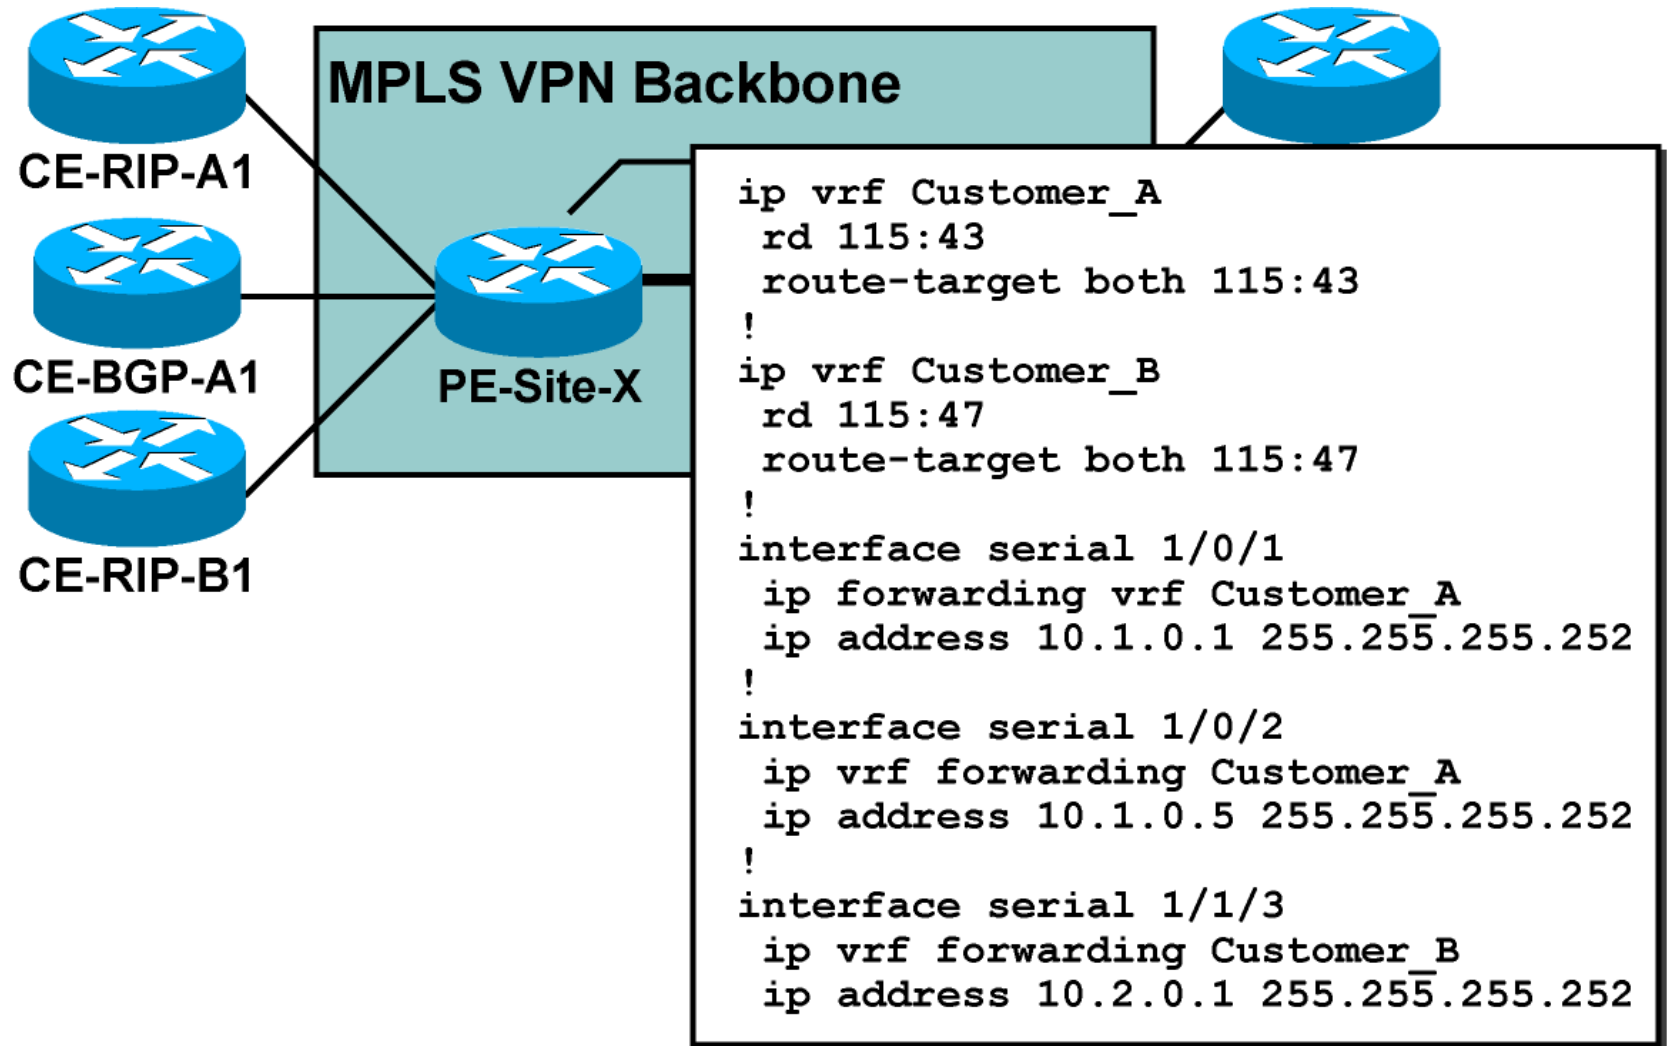 MPLS VPN Backbone
CE-RIP-A1
CE-BGP-A1
CE-RIP-B1
PE-Site-X
ip vrf Customer_A
rd 115:43
route-target both 115:43
!
ip vrf Customer_B
rd 115:47
route-target both 115:47
!
interface serial 1/0/1
ip forwarding vrf Customer_A
ip address 10.1.0.1 255.255.255.252
!
interface serial 1/0/2
ip vrf forwarding Customer_A
ip address 10.1.0.5 255.255.255.252
!
interface serial 1/1/3
ip vrf forwarding Customer_B
ip address 10.2.0.1 255.255.255.252